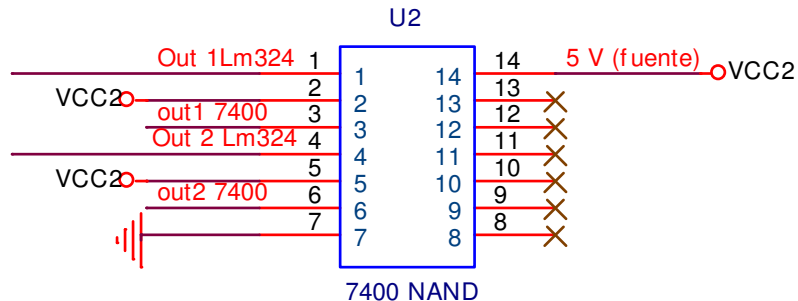 U2
Out 1Lm324 1 1 14 14 5 V (fuente) VCC2
VCC2 2 2 13 13
out1 7400 3 3 12 12
Out 2 Lm324 4 4 11 11
VCC2 5 5 10 10
out2 7400 6 6 9 9
7 7 8 8
7400 NAND